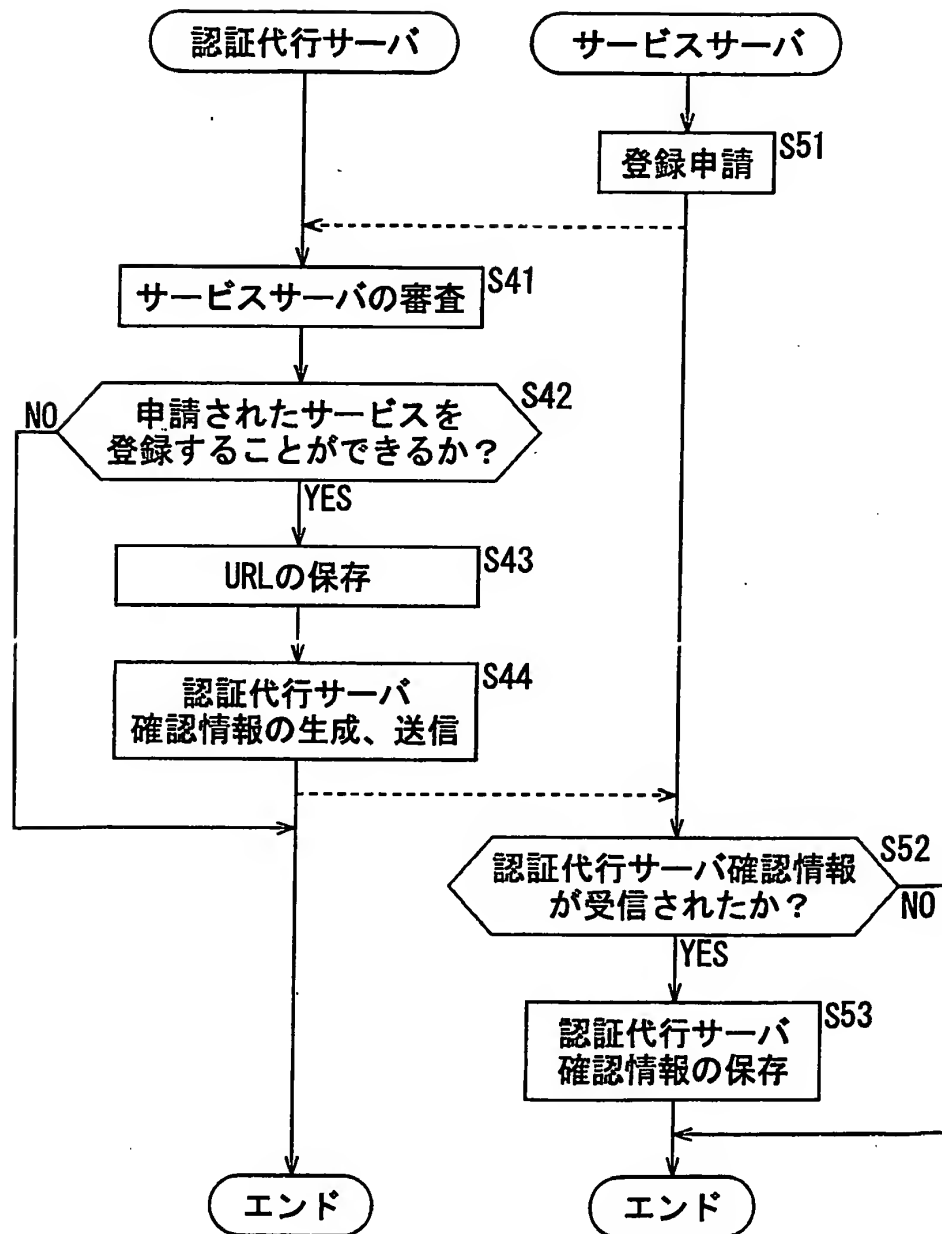 認証代行サーバ
サービスサーバ
登録申請
S51
サービスサーバの審査
S41
申請されたサービスを
登録することができるか？
S42
NO
YES
URLの保存
S43
認証代行サーバ
確認情報の生成、送信
S44
認証代行サーバ確認情報
が受信されたか？
S52
NO
YES
認証代行サーバ
確認情報の保存
S53
エンド
エンド